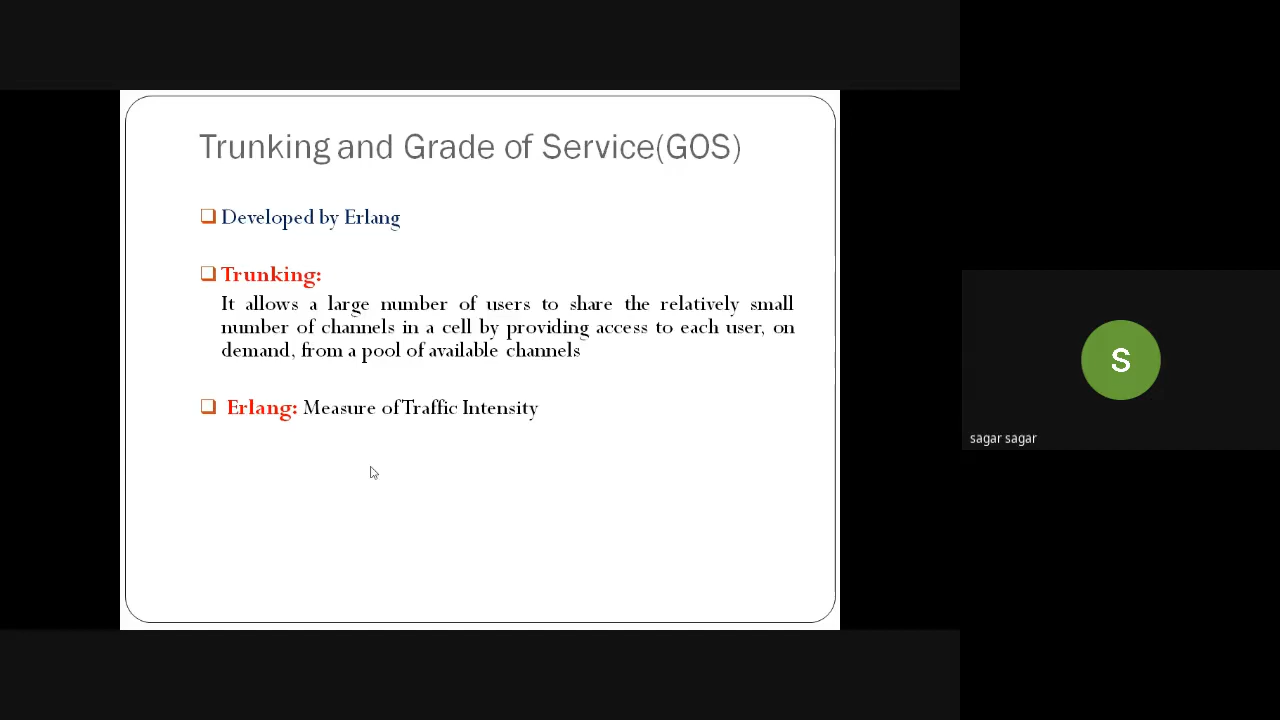 Trunking and Grade of Service(GOS)
Developed by Erlang
Trunking:
It allows a large number of users to share the relatively small
number of channels in a cell by providing access to each user, on
demand, from a pool of available channels
Erlang: Measure of Traffic Intensity
S
sagar sagar